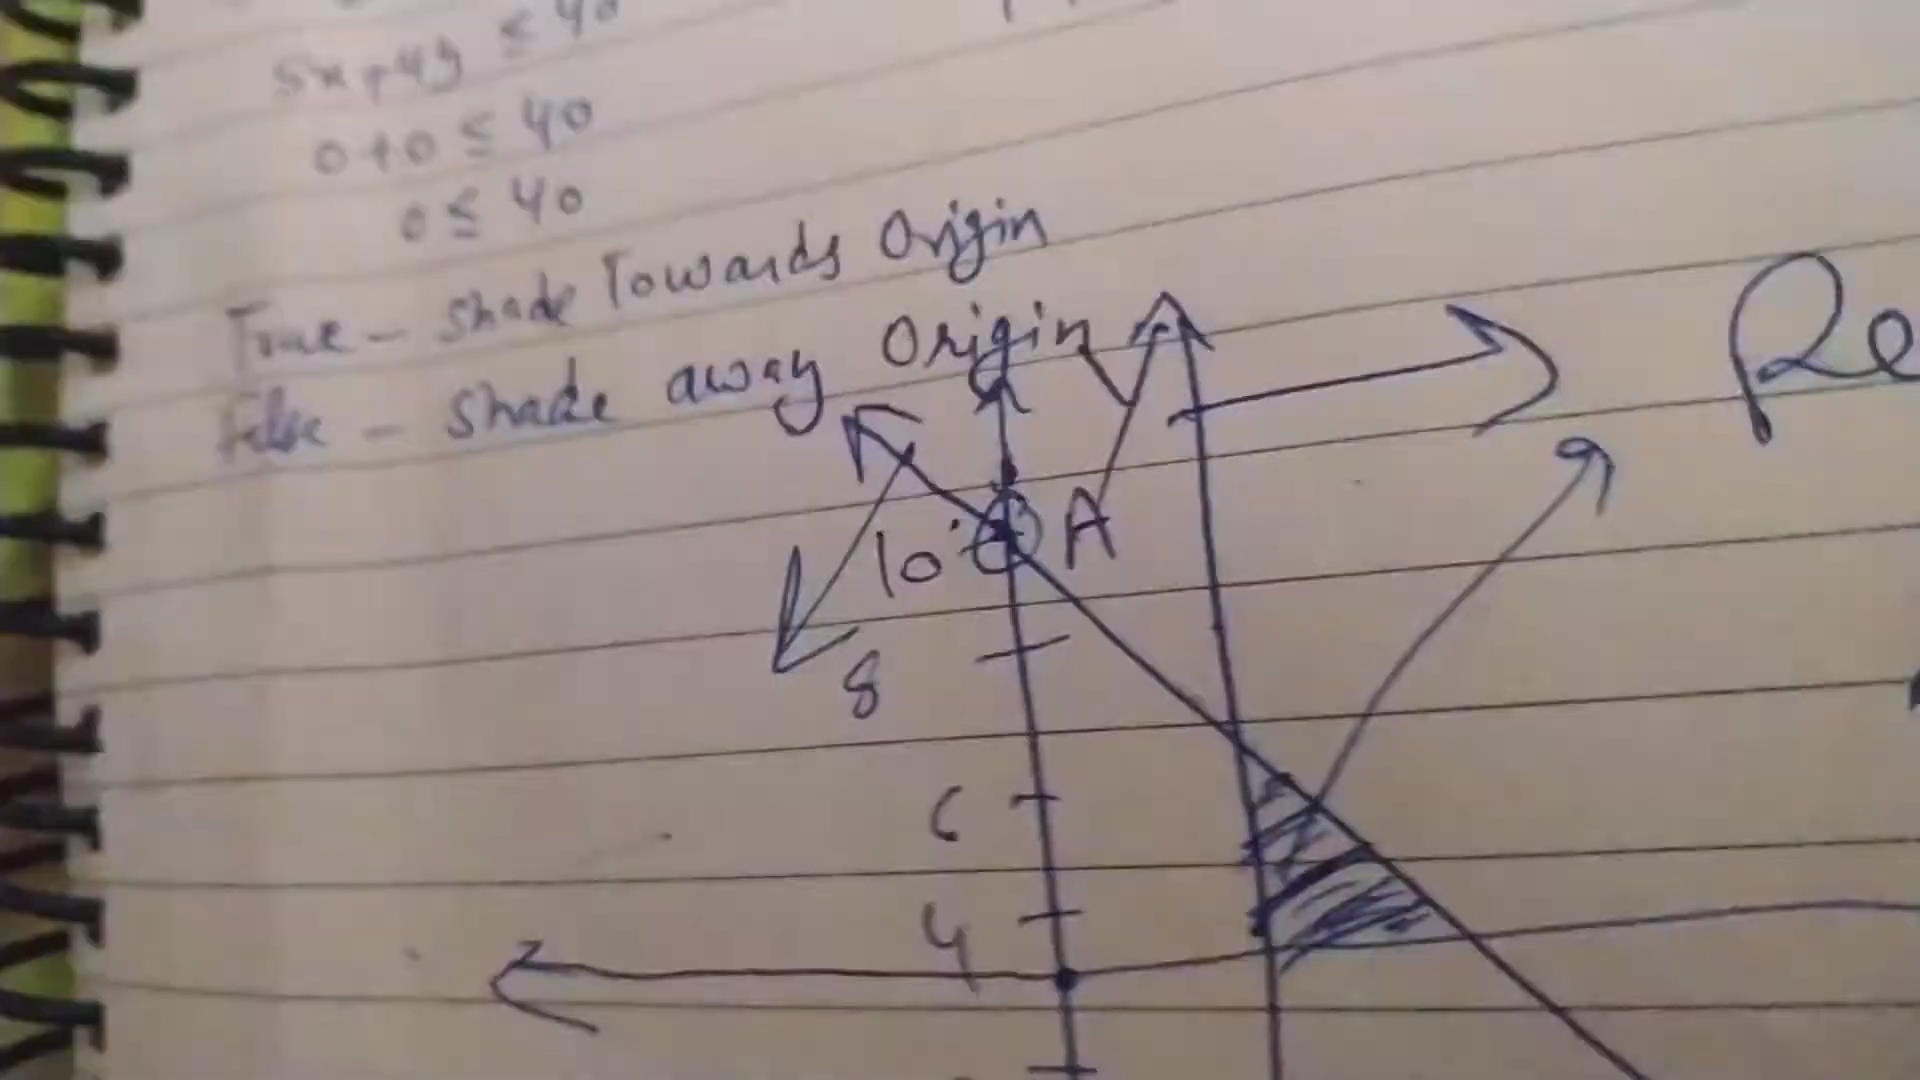 5x+4y ≤ 40
0+0 ≤ 40
0 ≤ 40
True - Shade Towards Origin
False - Shade away Origin
Re
10 A
8
6
4